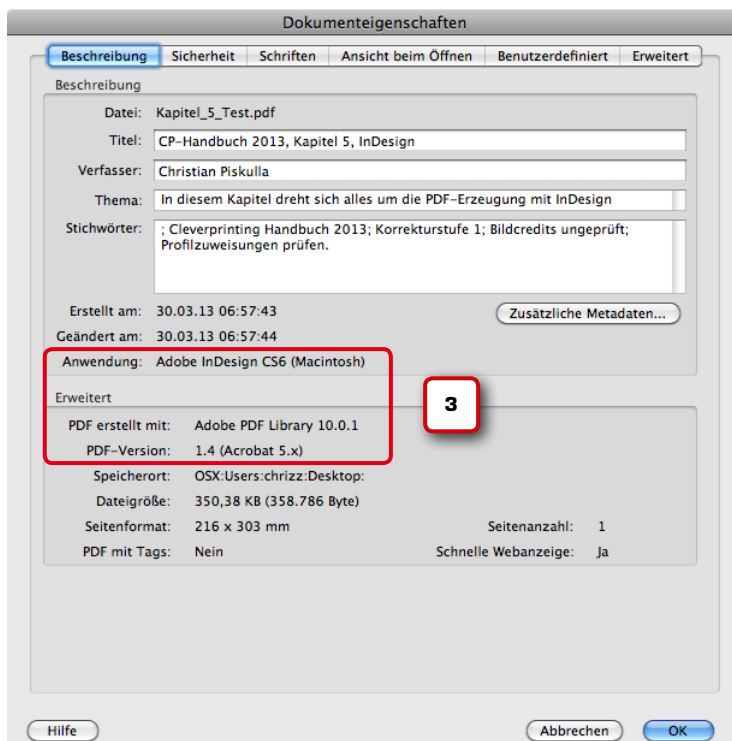 Dokumenteigenschaften
Beschreibung Sicherheit Schriften Ansicht beim Öffnen Benutzerdefiniert Erweitert
Beschreibung
Datei: Kapitel_5_Test.pdf
Titel: CP-Handbuch 2013, Kapitel 5, InDesign
Verfasser: Christian Piskulla
Thema: In diesem Kapitel dreht sich alles um die PDF-Erzeugung mit InDesign
Stichwörter: ; Cleverprinting Handbuch 2013; Korrekturstufe 1; Bildcredits ungeprüft;
Profilzuweisungen prüfen.
Erstellt am: 30.03.13 06:57:43 Zusätzliche Metadaten...
Geändert am: 30.03.13 06:57:44
Anwendung: Adobe InDesign CS6 (Macintosh)
Erweitert
3
PDF erstellt mit: Adobe PDF Library 10.0.1
PDF-Version: 1.4 (Acrobat 5.x)
Speicherort: OSX:Users:chrizz:Desktop:
Dateigröße: 350,38 KB (358.786 Byte)
Seitenformat: 216 x 303 mm Seitenanzahl: 1
PDF mit Tags: Nein Schnelle Webanzeige: Ja
Hilfe Abbrechen OK